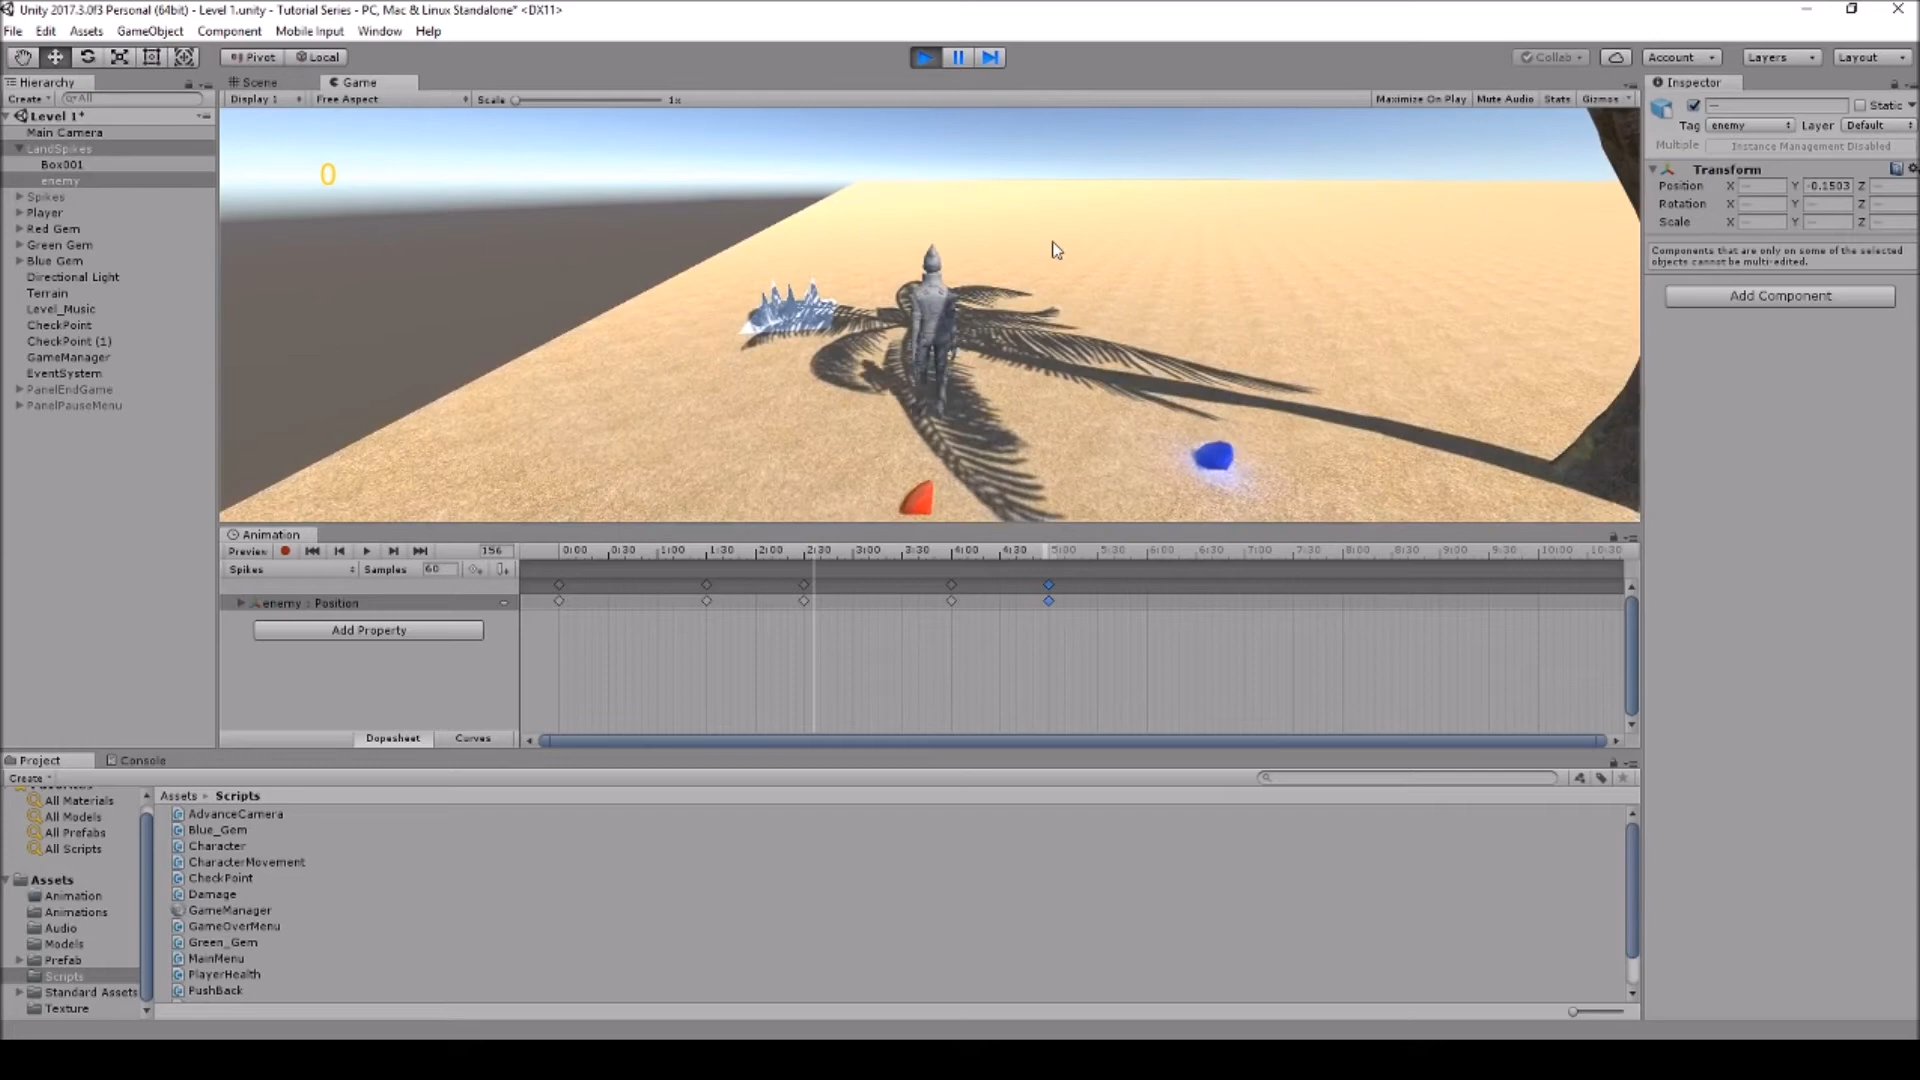 Unity 2017.3.0f3 Personal (64bit) - Level 1.unity - Tutorial Series - PC, Mac & Linux Standalone* <DX11>
File Edit Assets GameObject Component Mobile Input Window Help
Pivot Local Collab Account Layers Layout
Hierarchy
Create All
Level 1*
Main Camera
LandSpikes
Box001
enemy
Spikes
Player
Red Gem
Green Gem
Blue Gem
Directional Light
Terrain
Level_Music
CheckPoint
CheckPoint (1)
GameManager
EventSystem
PanelEndGame
PanelPauseMenu
Scene Game
Display 1 Free Aspect Scale 1x Maximize On Play Mute Audio Stats Gizmos
0
Animation
Preview 156 0:00 0:30 1:00 1:30 2:00 2:30 3:00 3:30 4:00 4:30 5:00 5:30 6:00 6:30 7:00 7:30 8:00 8:30 9:00 9:30 10:00 10:30
Spikes Samples 60
enemy : Position
Add Property
Dopesheet Curves
Inspector
Static
Tag enemy Layer Default
Multiple Instance Management Disabled
Transform
Position X — Y -0.1503 Z —
Rotation X — Y — Z —
Scale X — Y — Z —
Components that are only on some of the selected
objects cannot be multi-edited.
Add Component
Project Console
Create
Favorites
All Materials
All Models
All Prefabs
All Scripts
Assets
Animation
Animations
Audio
Models
Prefab
Scripts
Standard Assets
Texture
Assets Scripts
AdvanceCamera
Blue_Gem
Character
CharacterMovement
CheckPoint
Damage
GameManager
GameOverMenu
Green_Gem
MainMenu
PlayerHealth
PushBack